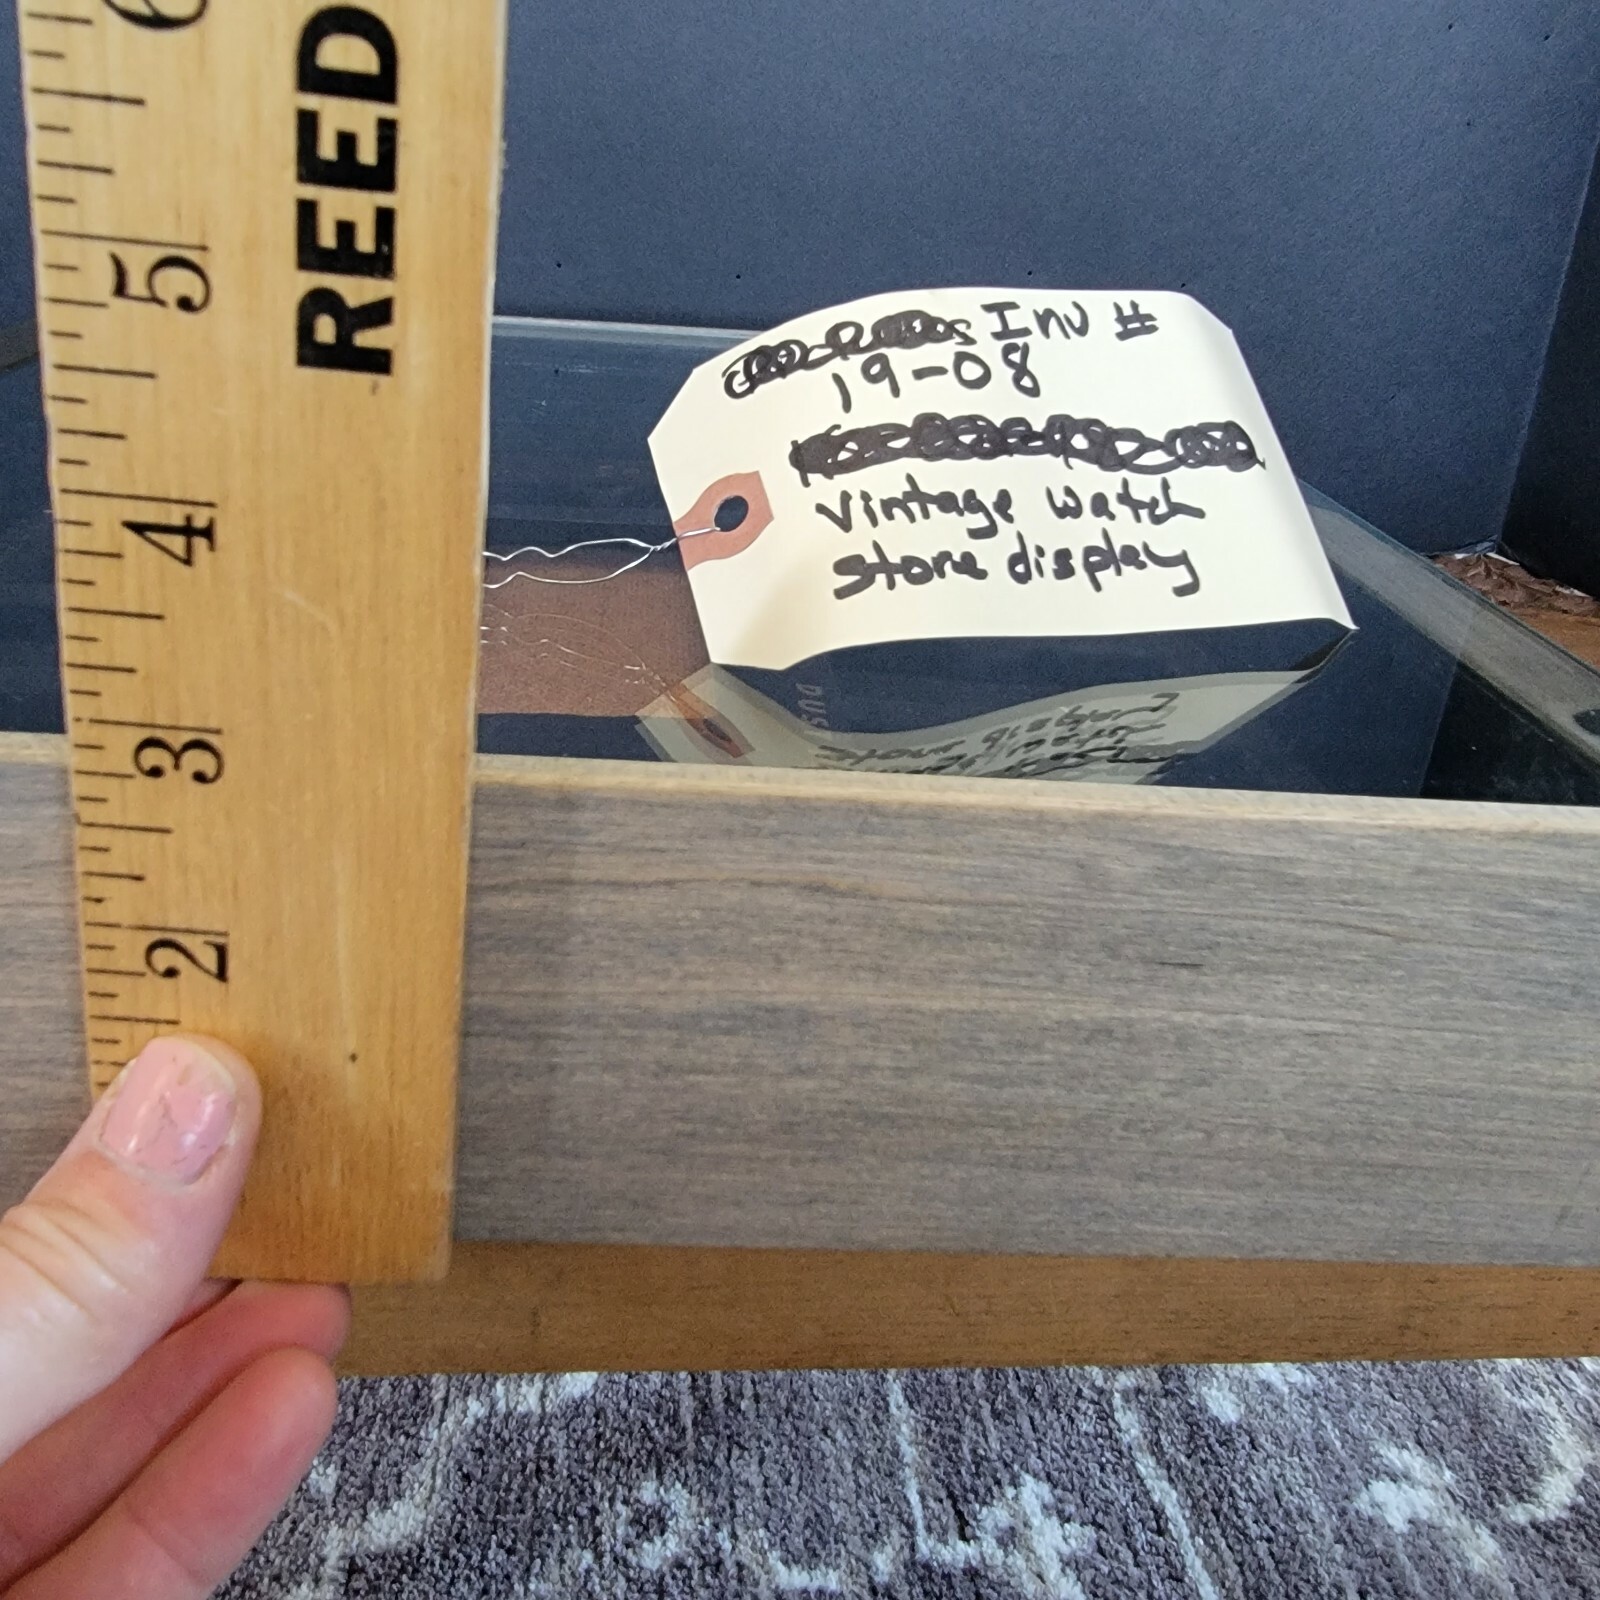 6
5
4
3
2
REED
Inv #
19-08
Vintage watch
store display